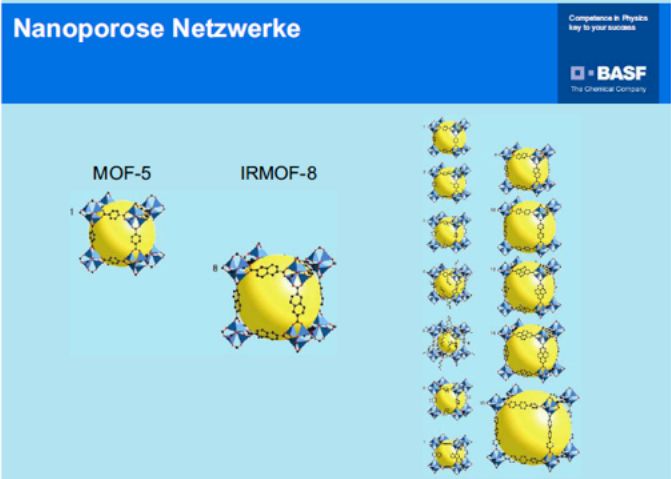 Nanoporose Netzwerke
Competence in Physics
key to your success
BASF
The Chemical Company
MOF-5
IRMOF-8
1
8